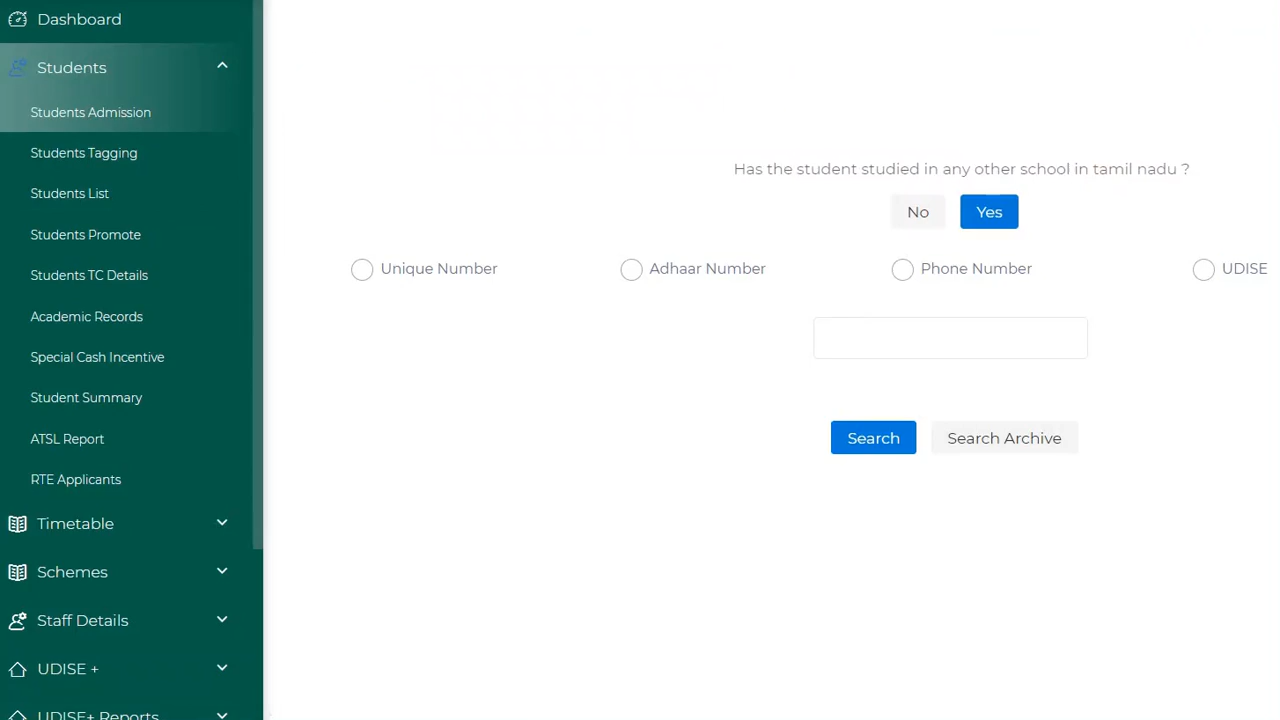 Dashboard
Students
Students Admission
Students Tagging
Students List
Students Promote
Students TC Details
Academic Records
Special Cash Incentive
Student Summary
ATSL Report
RTE Applicants
Timetable
Schemes
Staff Details
UDISE +
UDISE+ Reports
Has the student studied in any other school in tamil nadu ?
No Yes
Unique Number Adhaar Number Phone Number UDISE
Search Search Archive